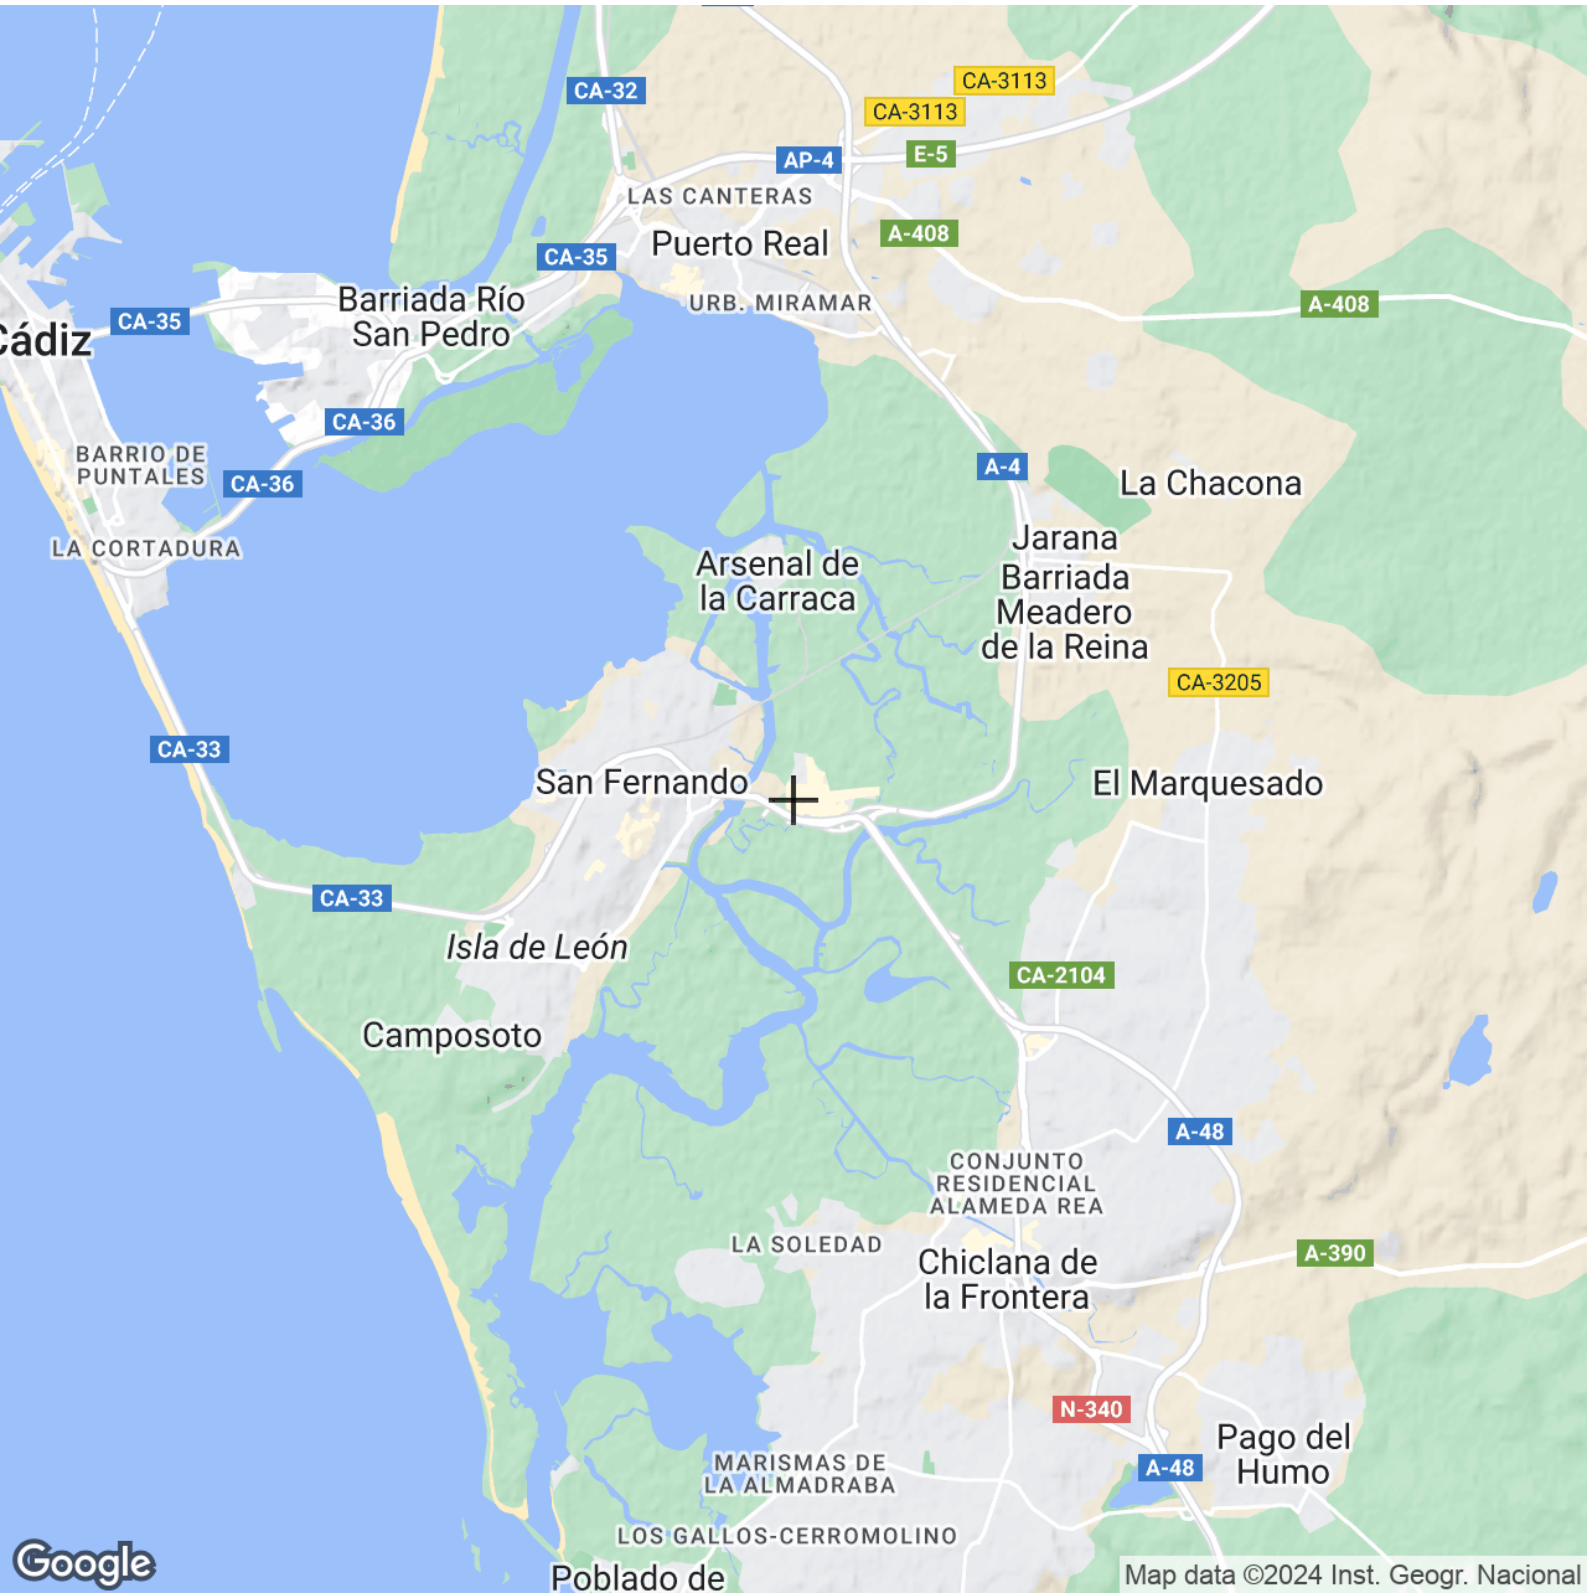 CA-32
CA-3113
CA-3113
AP-4
E-5
LAS CANTERAS
Puerto Real
A-408
CA-35
URB. MIRAMAR
A-408
Barriada Río
San Pedro
CA-35
Cádiz
CA-36
BARRIO DE
PUNTALES
CA-36
A-4
La Chacona
LA CORTADURA
Jarana
Arsenal de
la Carraca
Barriada
Meadero
de la Reina
CA-3205
CA-33
San Fernando
El Marquesado
CA-33
Isla de León
CA-2104
Camposoto
A-48
CONJUNTO
RESIDENCIAL
ALAMEDA REA
LA SOLEDAD
A-390
Chiclana de
la Frontera
N-340
Pago del
Humo
A-48
MARISMAS DE
LA ALMADRABA
LOS GALLOS-CERROMOLINO
Poblado de
Google
Map data ©2024 Inst. Geogr. Nacional